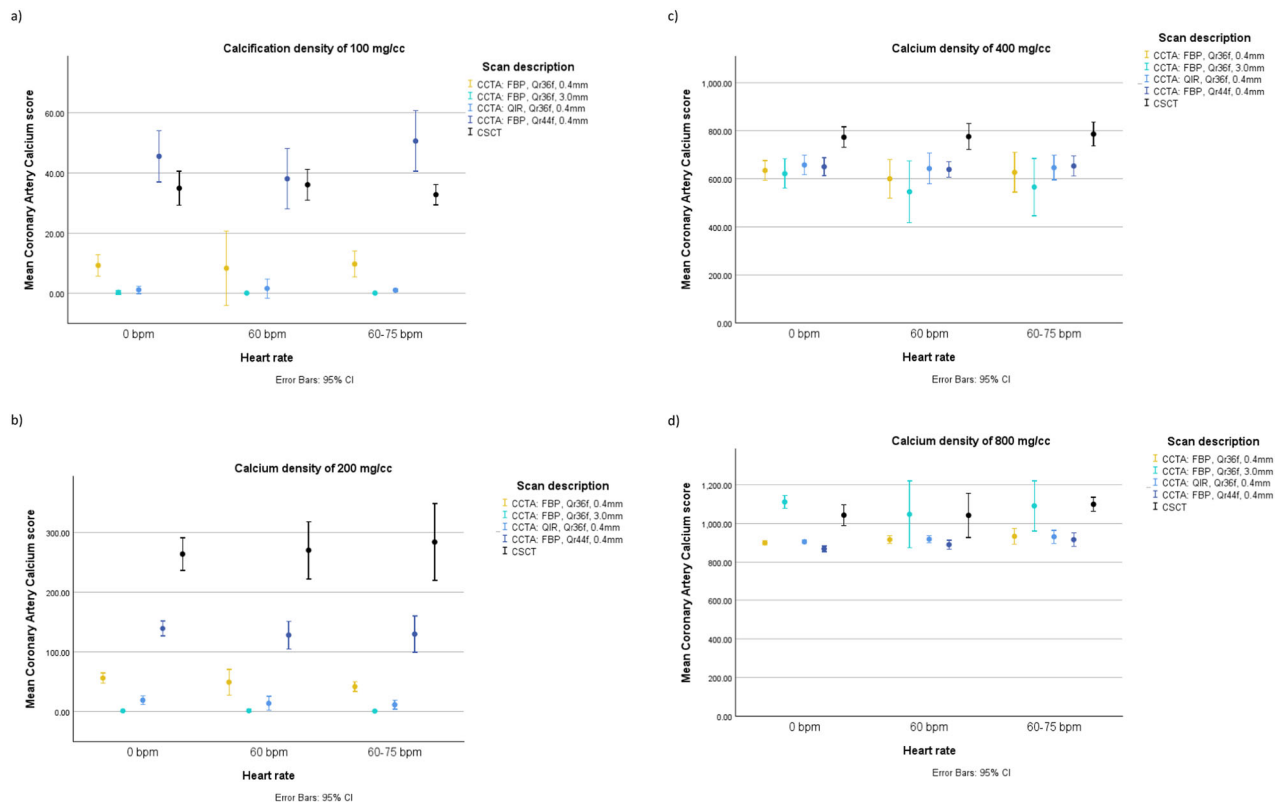 a)
Calcification density of 100 mg/cc
Scan description
CCTA: FBP, Qr36f, 0.4mm
CCTA: FBP, Qr36f, 3.0mm
CCTA: QIR, Qr36f, 0.4mm
CCTA: FBP, Qr44f, 0.4mm
CSCT
Mean Coronary Artery Calcium score
60.00
40.00
20.00
0.00
0 bpm 60 bpm 60-75 bpm
Heart rate
Error Bars: 95% CI
b)
Calcium density of 200 mg/cc
Scan description
CCTA: FBP, Qr36f, 0.4mm
CCTA: FBP, Qr36f, 3.0mm
CCTA: QIR, Qr36f, 0.4mm
CCTA: FBP, Qr44f, 0.4mm
CSCT
Mean Coronary Artery Calcium score
300.00
200.00
100.00
0.00
0 bpm 60 bpm 60-75 bpm
Heart rate
Error Bars: 95% CI
c)
Calcium density of 400 mg/cc
Scan description
CCTA: FBP, Qr36f, 0.4mm
CCTA: FBP, Qr36f, 3.0mm
CCTA: QIR, Qr36f, 0.4mm
CCTA: FBP, Qr44f, 0.4mm
CSCT
Mean Coronary Artery Calcium score
1,000.00
800.00
600.00
400.00
200.00
0.00
0 bpm 60 bpm 60-75 bpm
Heart rate
Error Bars: 95% CI
d)
Calcium density of 800 mg/cc
Scan description
CCTA: FBP, Qr36f, 0.4mm
CCTA: FBP, Qr36f, 3.0mm
CCTA: QIR, Qr36f, 0.4mm
CCTA: FBP, Qr44f, 0.4mm
CSCT
Mean Coronary Artery Calcium score
1,200.00
1,000.00
800.00
600.00
400.00
200.00
0.00
0 bpm 60 bpm 60-75 bpm
Heart rate
Error Bars: 95% CI